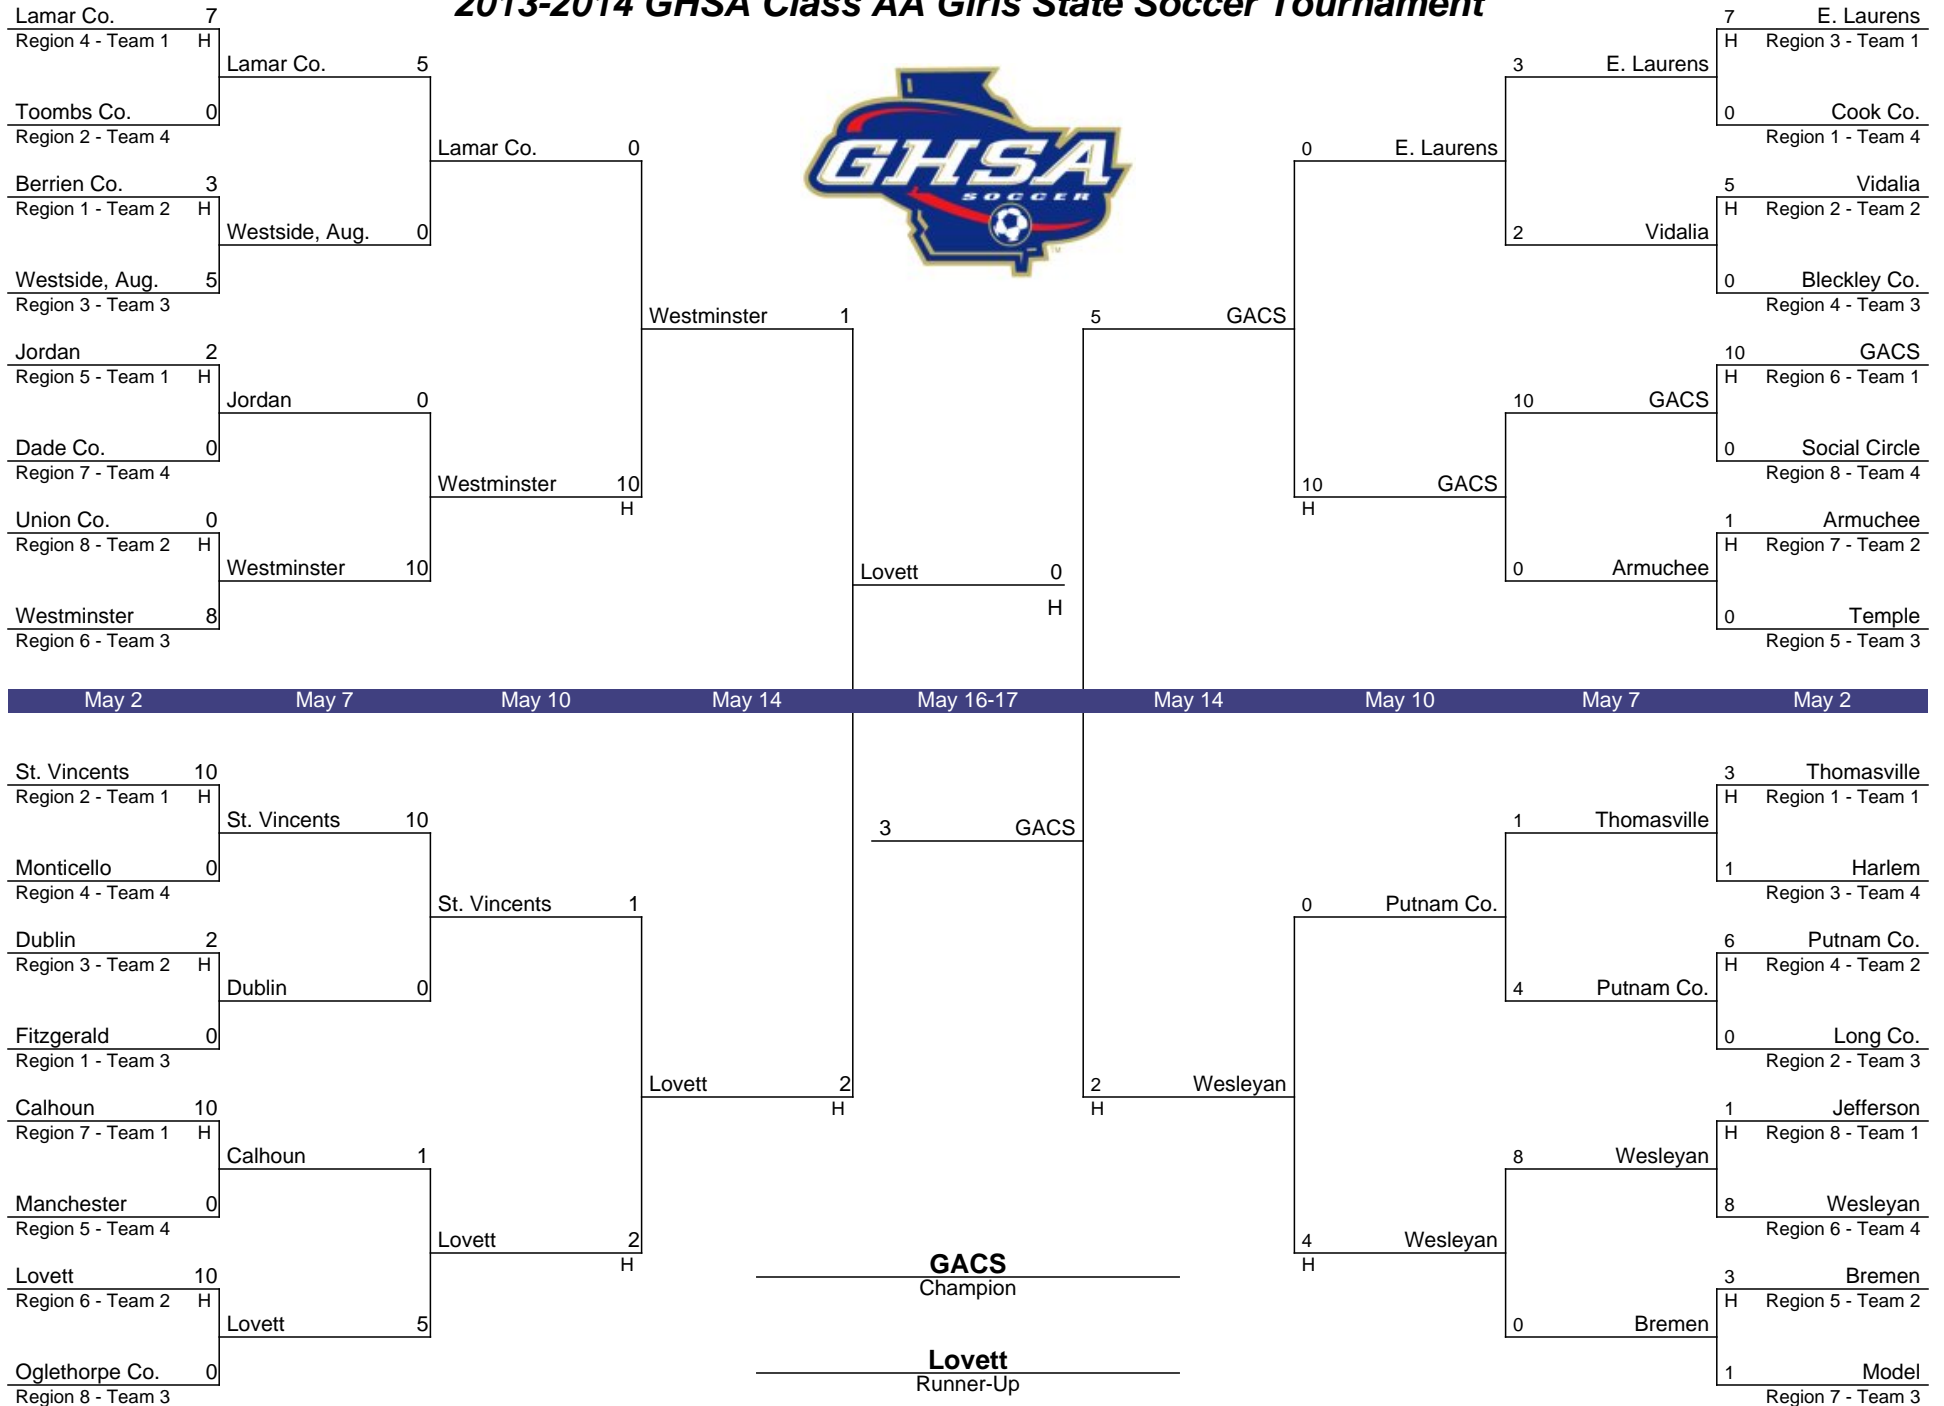 2013-2014 GHSA Class AA Girls State Soccer Tournament
Lamar Co. 7
Region 4 - Team 1 H
Toombs Co. 0
Region 2 - Team 4
Berrien Co. 3
Region 1 - Team 2 H
Westside, Aug. 5
Region 3 - Team 3
Jordan 2
Region 5 - Team 1 H
Dade Co. 0
Region 7 - Team 4
Union Co. 0
Region 8 - Team 2 H
Westminster 8
Region 6 - Team 3
Lamar Co. 5
Westside, Aug. 0
Jordan 0
Westminster 10
Lamar Co. 0
Westminster 10
H
Westminster 1
Lovett 0
H
GHSA
SOCCER
TM
5 GACS
0 E. Laurens
10 GACS
H
3 E. Laurens
2 Vidalia
10 GACS
0 Armuchee
7 E. Laurens
H Region 3 - Team 1
0 Cook Co.
Region 1 - Team 4
5 Vidalia
H Region 2 - Team 2
0 Bleckley Co.
Region 4 - Team 3
10 GACS
H Region 6 - Team 1
0 Social Circle
Region 8 - Team 4
1 Armuchee
H Region 7 - Team 2
0 Temple
Region 5 - Team 3
May 2 May 7 May 10 May 14 May 16-17 May 14 May 10 May 7 May 2
St. Vincents 10
Region 2 - Team 1 H
Monticello 0
Region 4 - Team 4
Dublin 2
Region 3 - Team 2 H
Fitzgerald 0
Region 1 - Team 3
Calhoun 10
Region 7 - Team 1 H
Manchester 0
Region 5 - Team 4
Lovett 10
Region 6 - Team 2 H
Oglethorpe Co. 0
Region 8 - Team 3
St. Vincents 10
Dublin 0
Calhoun 1
Lovett 5
St. Vincents 1
Lovett 2
H
Lovett 2
H
3 GACS
2 Wesleyan
H
0 Putnam Co.
4 Wesleyan
H
1 Thomasville
4 Putnam Co.
8 Wesleyan
0 Bremen
3 Thomasville
H Region 1 - Team 1
1 Harlem
Region 3 - Team 4
6 Putnam Co.
H Region 4 - Team 2
0 Long Co.
Region 2 - Team 3
1 Jefferson
H Region 8 - Team 1
8 Wesleyan
Region 6 - Team 4
3 Bremen
H Region 5 - Team 2
1 Model
Region 7 - Team 3
GACS
Champion
Lovett
Runner-Up